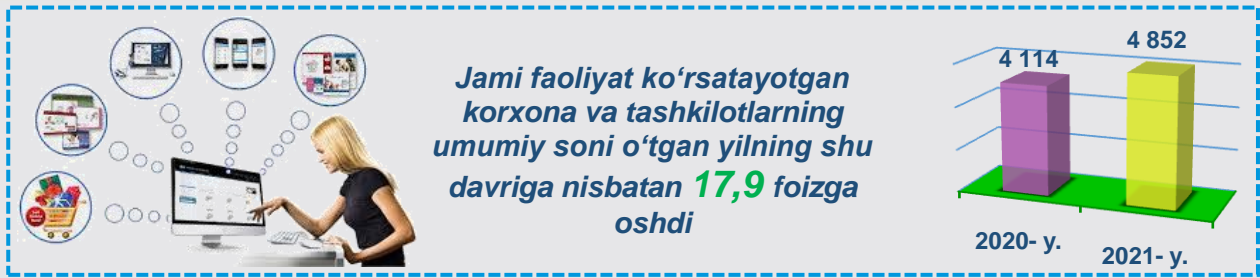 Jami faoliyat ko‘rsatayotgan
korxona va tashkilotlarning
umumiy soni o‘tgan yilning shu
davriga nisbatan 17,9 foizga
oshdi
4 114
4 852
2020- y.
2021- y.